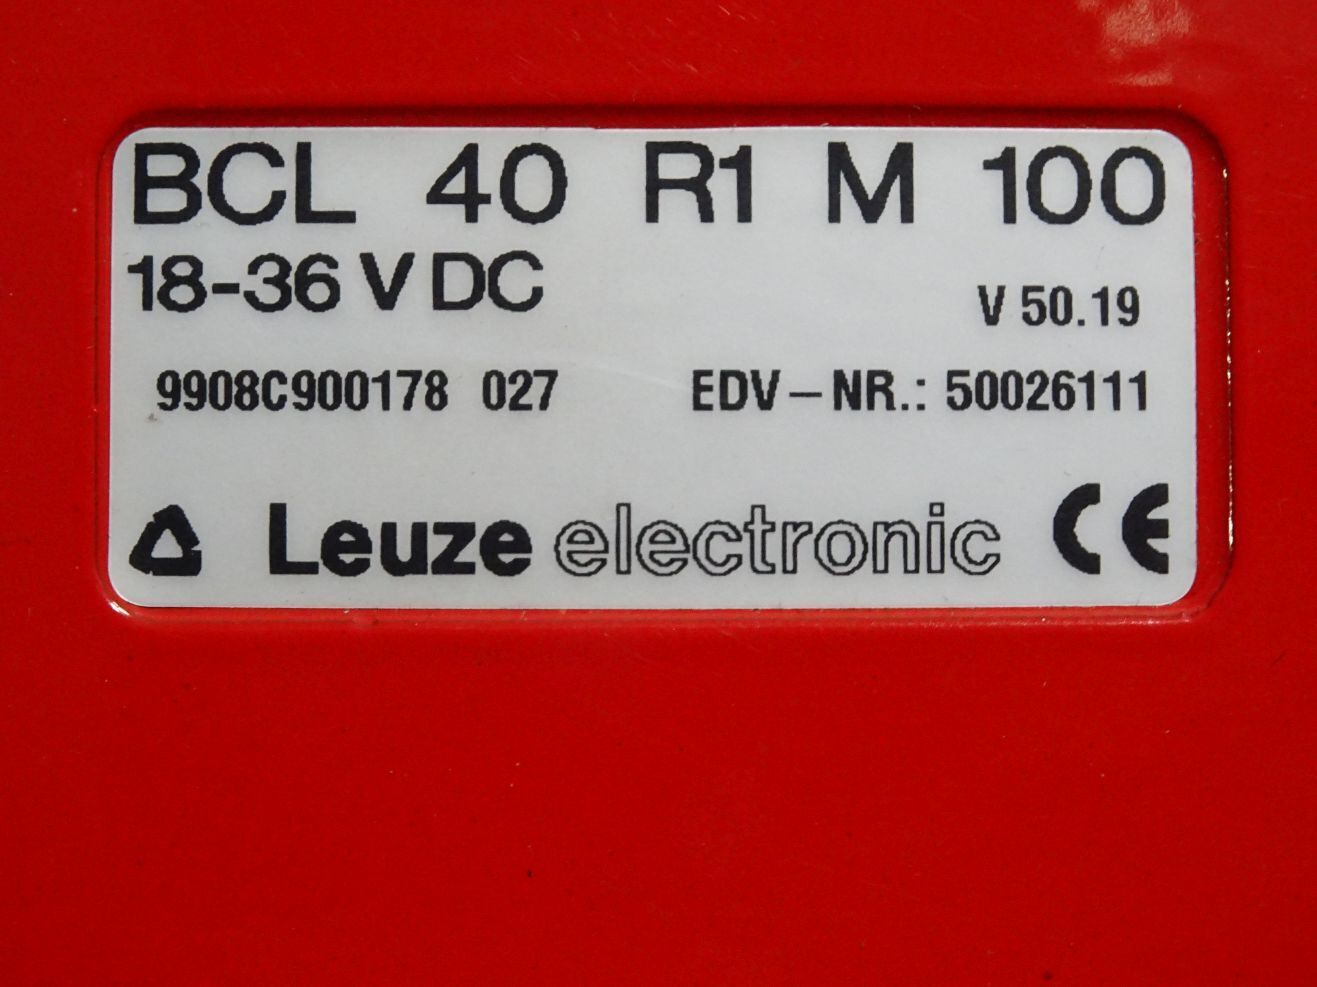 BCL 40 R1 M 100
18-36 V DC
V 50.19
9908C900178 027 EDV-NR.: 50026111
Leuze electronic CE